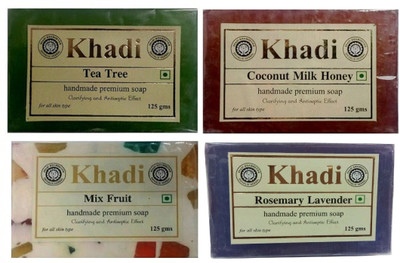 Khadi
Tea Tree
handmade premium soap
Clarifying and Antiseptic Effect
for all skin type
125 gms
Khadi
Coconut Milk Honey
handmade premium soap
Clarifying and Antiseptic Effect
for all skin type
125 gms
Khadi
Mix Fruit
handmade premium soap
Clarifying and Antiseptic Effect
for all skin type
125 gms
Khadi
Rosemary Lavender
handmade premium soap
Clarifying and Antiseptic Effect
for all skin type
125 gms